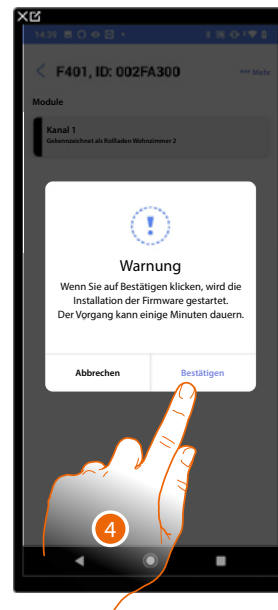 14:39
F401, ID: 002FA300
*** Mehr
Module
Kanal 1
Gekennzeichnet als Rollladen Wohnzimmer 2
Warnung
Wenn Sie auf Bestätigen klicken, wird die
Installation der Firmware gestartet.
Der Vorgang kann einige Minuten dauern.
Abbrechen
Bestätigen
4